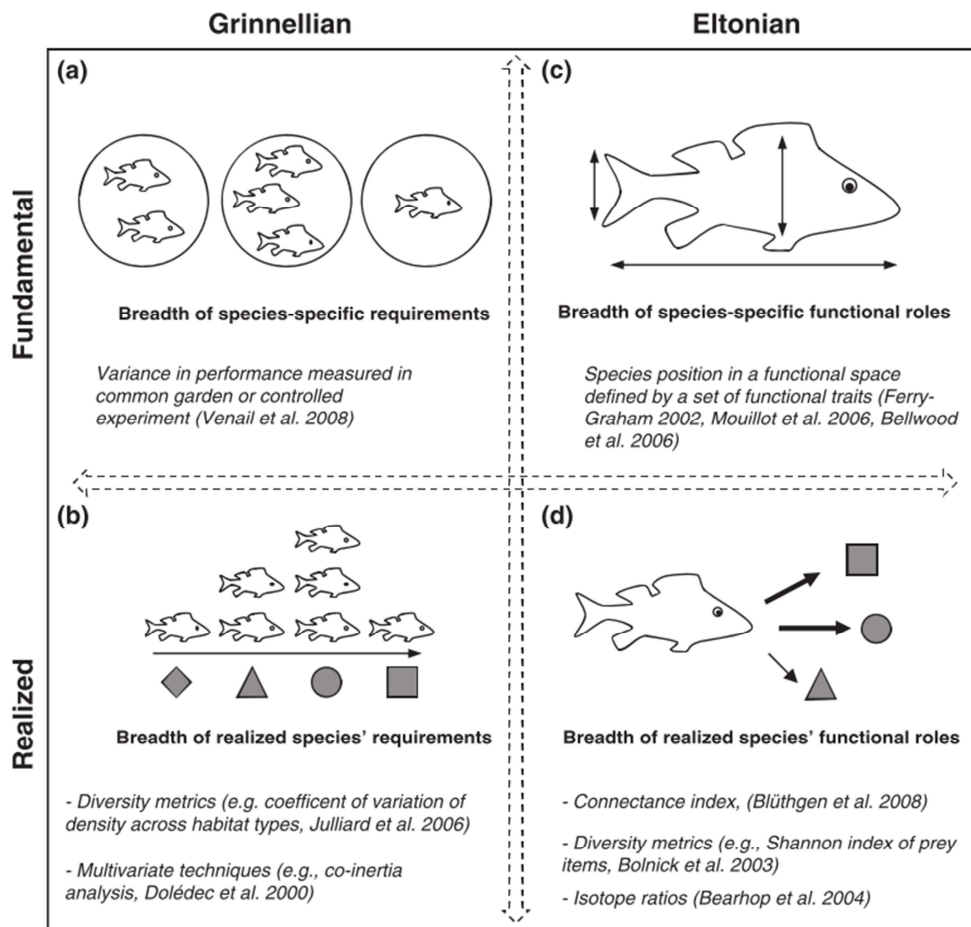 Grinnellian
Eltonian
Fundamental
(a)
Breadth of species-specific requirements
Variance in performance measured in
common garden or controlled
experiment (Venail et al. 2008)
(c)
Breadth of species-specific functional roles
Species position in a functional space
defined by a set of functional traits (Ferry-
Graham 2002, Mouillot et al. 2006, Bellwood
et al. 2006)
Realized
(b)
Breadth of realized species’ requirements
- Diversity metrics (e.g. coefficent of variation of
density across habitat types, Julliard et al. 2006)
- Multivariate techniques (e.g., co-inertia
analysis, Dolédec et al. 2000)
(d)
Breadth of realized species’ functional roles
- Connectance index, (Blüthgen et al. 2008)
- Diversity metrics (e.g., Shannon index of prey
items, Bolnick et al. 2003)
- Isotope ratios (Bearhop et al. 2004)